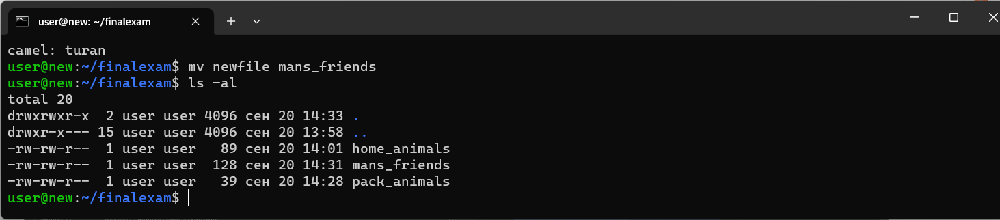 user@new: ~/finalexam
camel: turan
user@new:~/finalexam$ mv newfile mans_friends
user@new:~/finalexam$ ls -al
total 20
drwxrwxr-x  2 user user 4096 сен 20 14:33 .
drwxr-x--- 15 user user 4096 сен 20 13:58 ..
-rw-rw-r--  1 user user   89 сен 20 14:01 home_animals
-rw-rw-r--  1 user user  128 сен 20 14:31 mans_friends
-rw-rw-r--  1 user user   39 сен 20 14:28 pack_animals
user@new:~/finalexam$